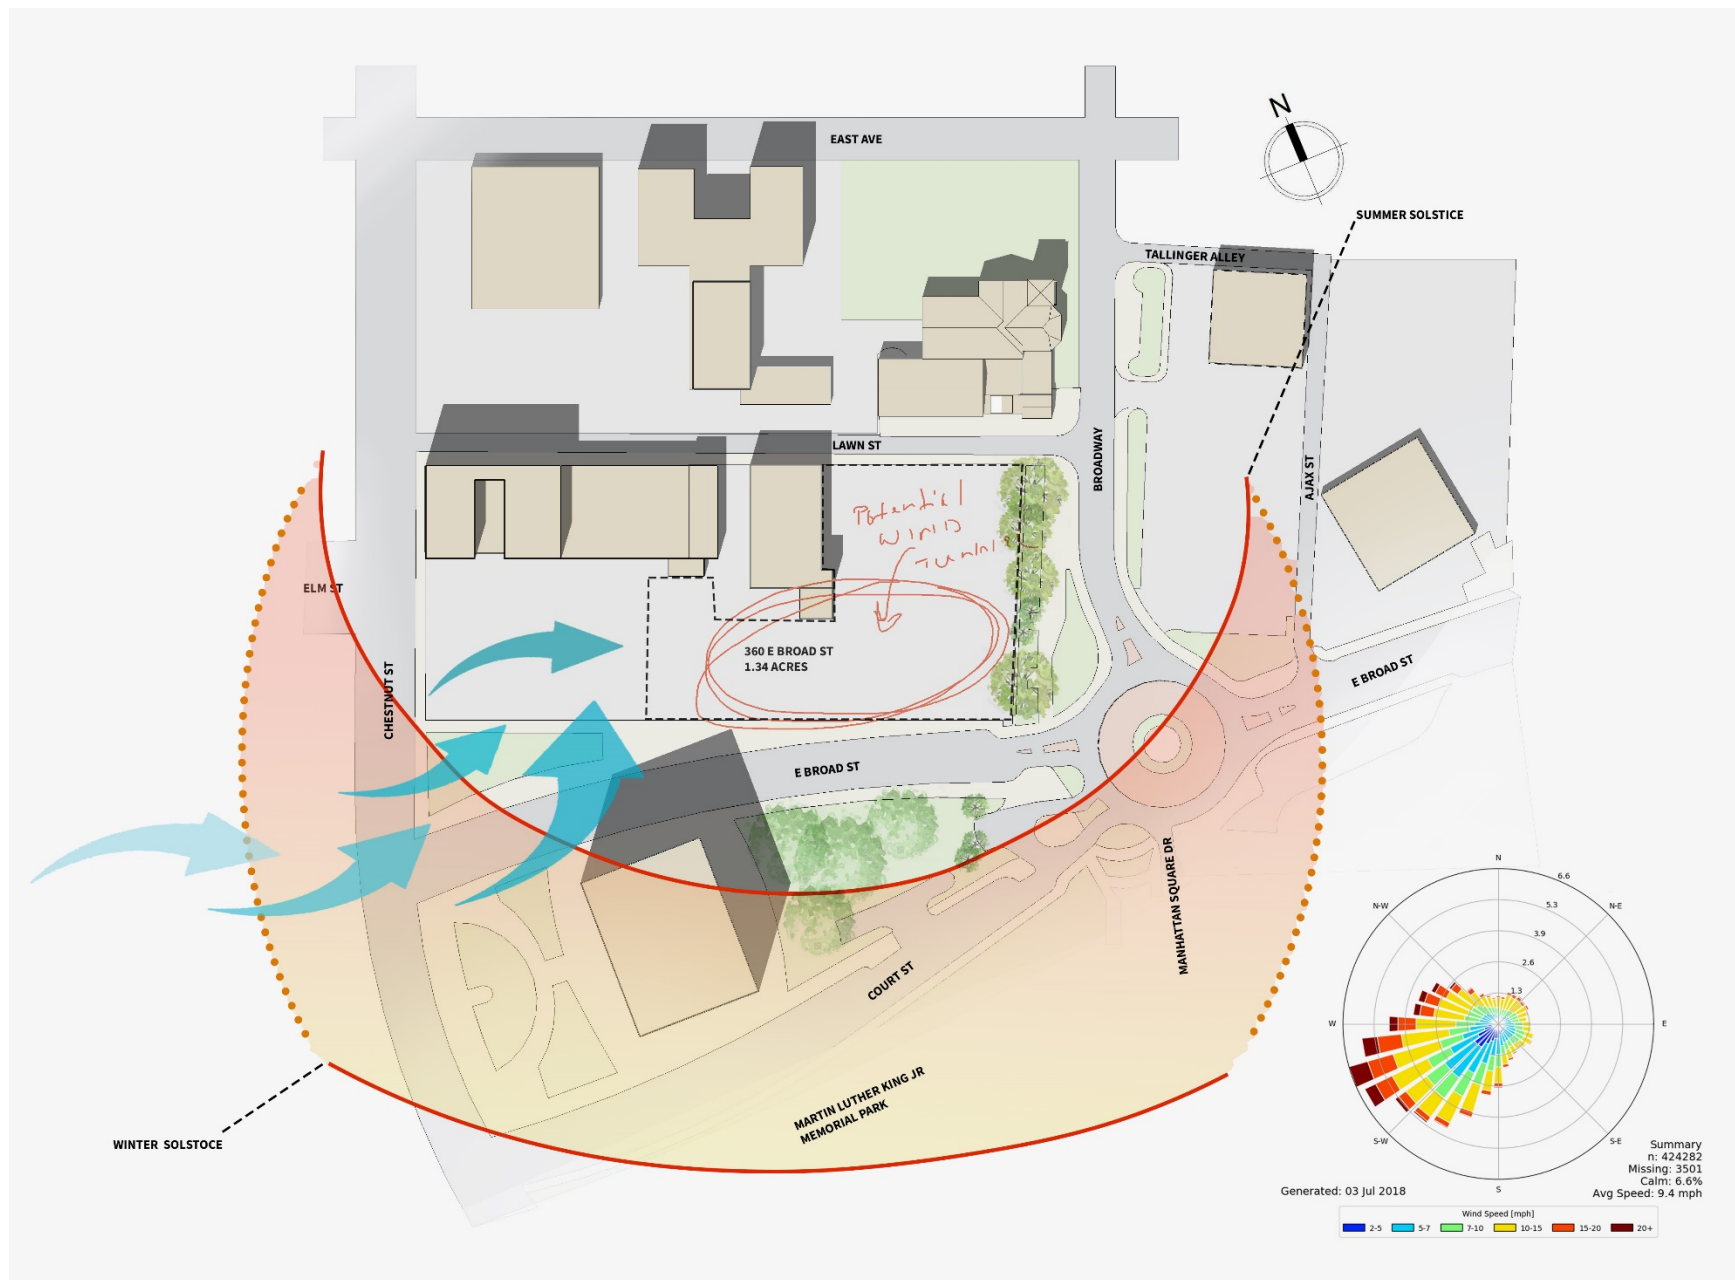 EAST AVE
N
SUMMER SOLSTICE
TALLINGER ALLEY
LAWN ST
BROADWAY
AJAX ST
Potential
WIND
ELM ST
360 E BROAD ST
1.34 ACRES
CHESTNUT ST
E BROAD ST
E BROAD ST
MANHATTAN SQUARE DR
COURT ST
MARTIN LUTHER KING JR
MEMORIAL PARK
WINTER SOLSTOCE
N
6.6
N-W
5.3
N-E
3.9
2.6
1.3
W
E
S-W
S-E
S
Summary
n: 424282
Missing: 3501
Calm: 6.6%
Avg Speed: 9.4 mph
Generated: 03 Jul 2018
Wind Speed [mph]
2-5 5-7 7-10 10-15 15-20 20+